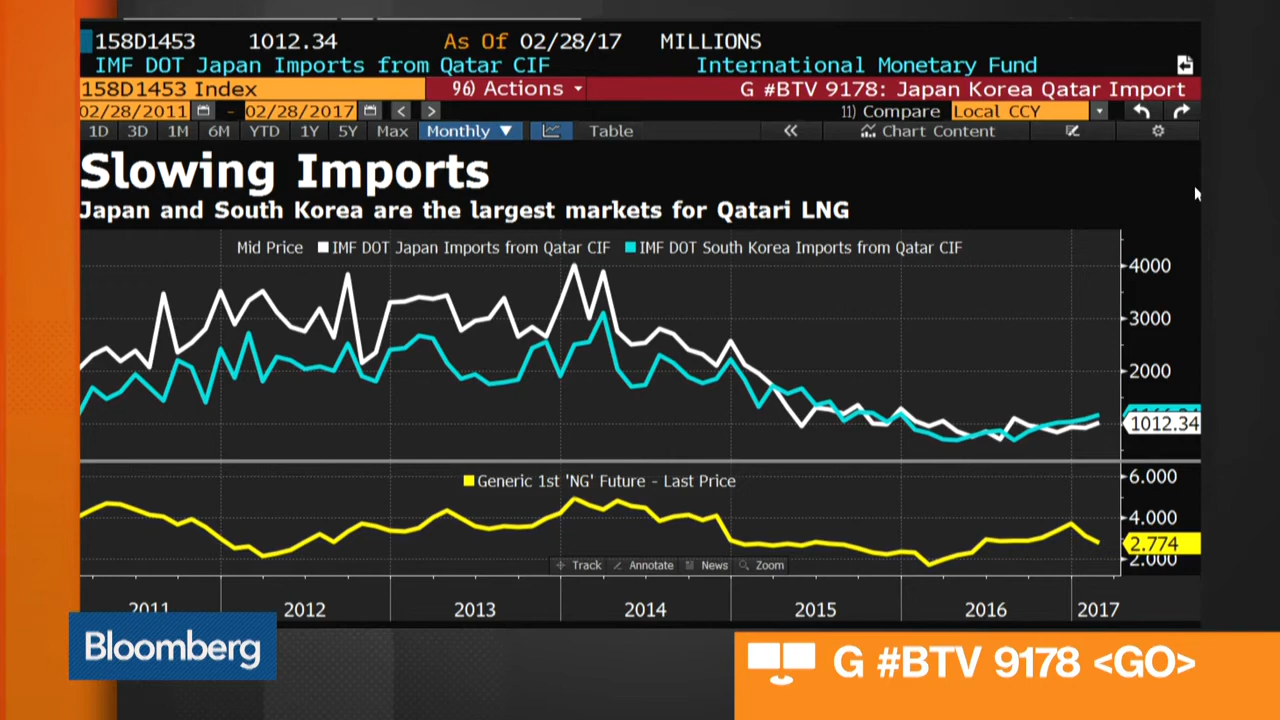 158D1453 1012.34 As Of 02/28/17 MILLIONS
IMF DOT Japan Imports from Qatar CIF International Monetary Fund
158D1453 Index 96) Actions G #BTV 9178: Japan Korea Qatar Import
02/28/2011 - 02/28/2017 < > 11) Compare Local CCY
1D 3D 1M 6M YTD 1Y 5Y Max Monthly ▼ Table « Chart Content
Slowing Imports
Japan and South Korea are the largest markets for Qatari LNG
Mid Price IMF DOT Japan Imports from Qatar CIF IMF DOT South Korea Imports from Qatar CIF
4000
3000
2000
1012.34
Generic 1st 'NG' Future - Last Price
6.000
4.000
2.774
2.000
Track Annotate News Zoom
2011 2012 2013 2014 2015 2016 2017
Bloomberg
G #BTV 9178 <GO>